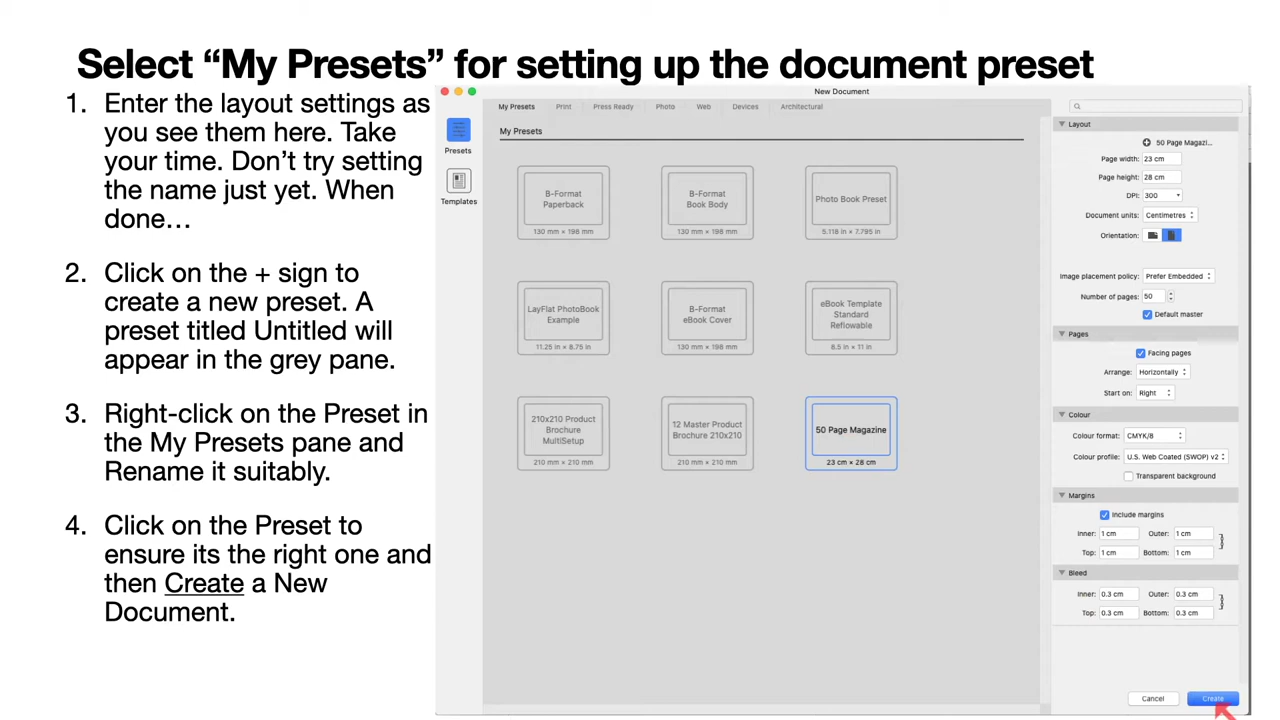 Select “My Presets” for setting up the document preset
1. Enter the layout settings as
you see them here. Take
your time. Don’t try setting
the name just yet. When
done…
2. Click on the + sign to
create a new preset. A
preset titled Untitled will
appear in the grey pane.
3. Right-click on the Preset in
the My Presets pane and
Rename it suitably.
4. Click on the Preset to
ensure its the right one and
then Create a New
Document.
New Document
My Presets Print Press Ready Photo Web Devices Architectural
Presets
Templates
My Presets
B-Format
Paperback
130 mm × 198 mm
B-Format
Book Body
130 mm × 198 mm
Photo Book Preset
5.118 in × 7.795 in
LayFlat PhotoBook
Example
11.25 in × 8.75 in
B-Format
eBook Cover
130 mm × 198 mm
eBook Template
Standard
Reflowable
8.5 in × 11 in
210x210 Product
Brochure
MultiSetup
210 mm × 210 mm
12 Master Product
Brochure 210x210
210 mm × 210 mm
50 Page Magazine
23 cm × 28 cm
Layout
50 Page Magazi...
Page width: 23 cm
Page height: 28 cm
DPI: 300
Document units: Centimetres
Orientation:
Image placement policy: Prefer Embedded
Number of pages: 50
Default master
Pages
Facing pages
Arrange: Horizontally
Start on: Right
Colour
Colour format: CMYK/8
Colour profile: U.S. Web Coated (SWOP) v2
Transparent background
Margins
Include margins
Inner: 1 cm Outer: 1 cm
Top: 1 cm Bottom: 1 cm
Bleed
Inner: 0.3 cm Outer: 0.3 cm
Top: 0.3 cm Bottom: 0.3 cm
Cancel Create